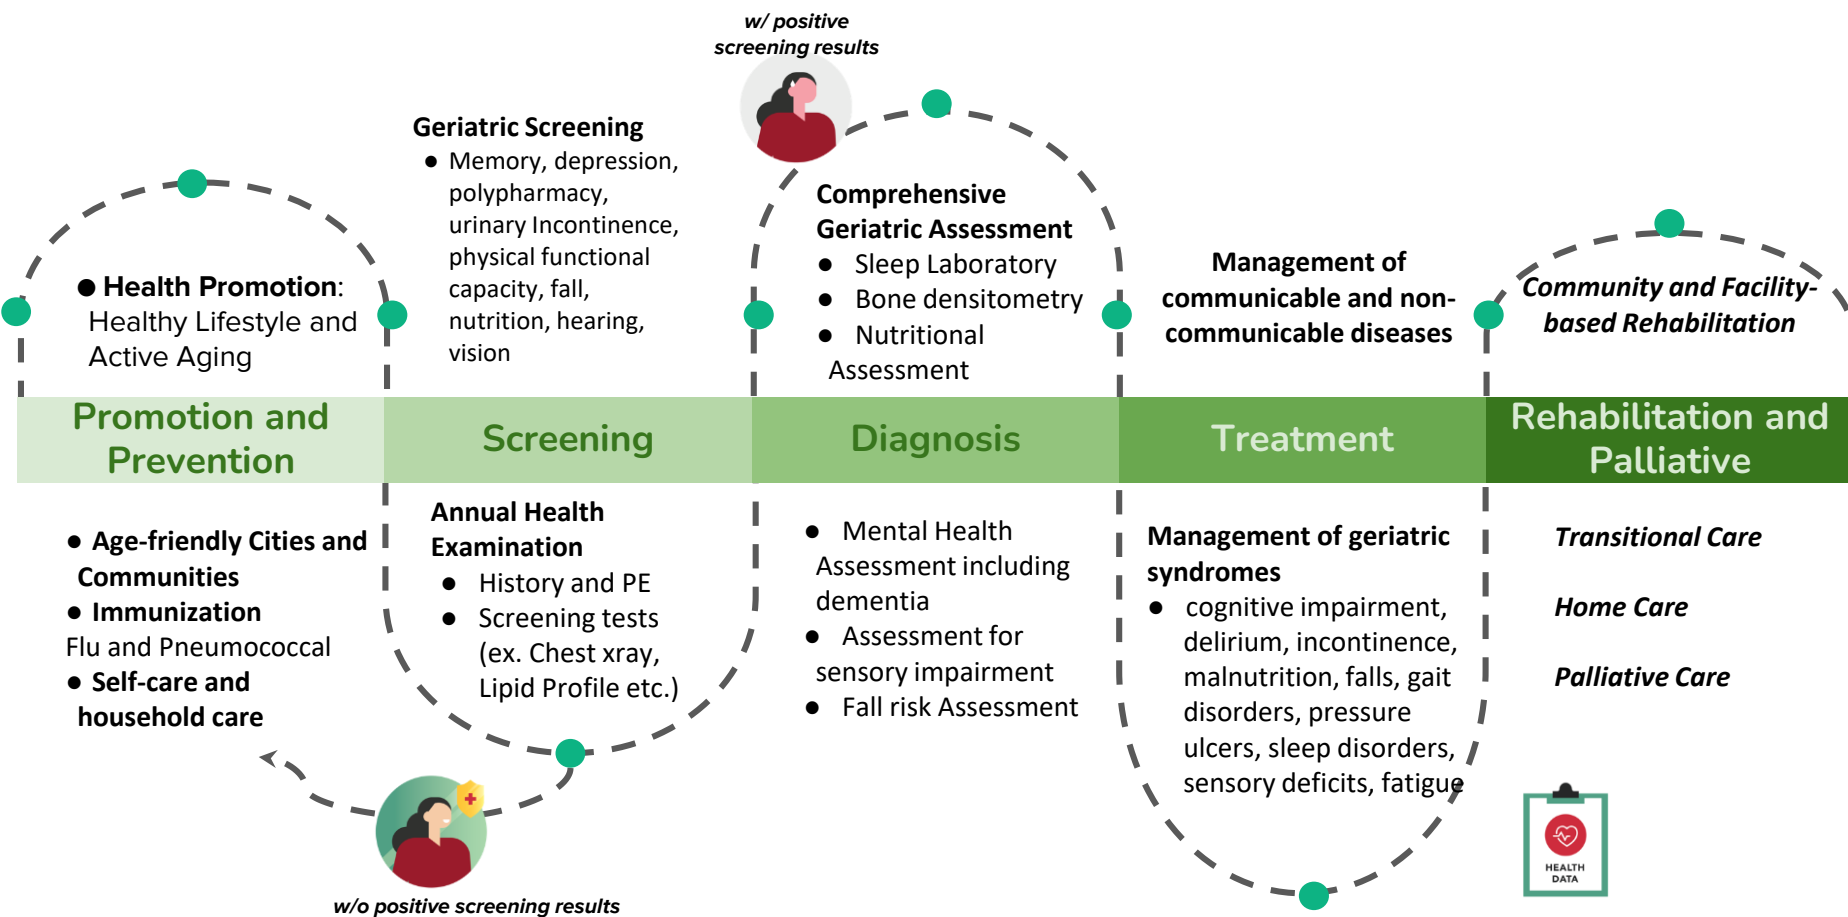 w/ positive
screening results
Geriatric Screening
● Memory, depression,
polypharmacy,
urinary Incontinence,
physical functional
capacity, fall,
nutrition, hearing,
vision
● Health Promotion:
Healthy Lifestyle and
Active Aging
Comprehensive
Geriatric Assessment
● Sleep Laboratory
● Bone densitometry
● Nutritional
Assessment
Management of
communicable and non-
communicable diseases
Community and Facility-
based Rehabilitation
Promotion and
Prevention
Screening
Diagnosis
Treatment
Rehabilitation and
Palliative
● Age-friendly Cities and
Communities
● Immunization
Flu and Pneumococcal
● Self-care and
household care
Annual Health
Examination
● History and PE
● Screening tests
(ex. Chest xray,
Lipid Profile etc.)
● Mental Health
Assessment including
dementia
● Assessment for
sensory impairment
● Fall risk Assessment
Management of geriatric
syndromes
● cognitive impairment,
delirium, incontinence,
malnutrition, falls, gait
disorders, pressure
ulcers, sleep disorders,
sensory deficits, fatigue
Transitional Care
Home Care
Palliative Care
HEALTH
DATA
w/o positive screening results